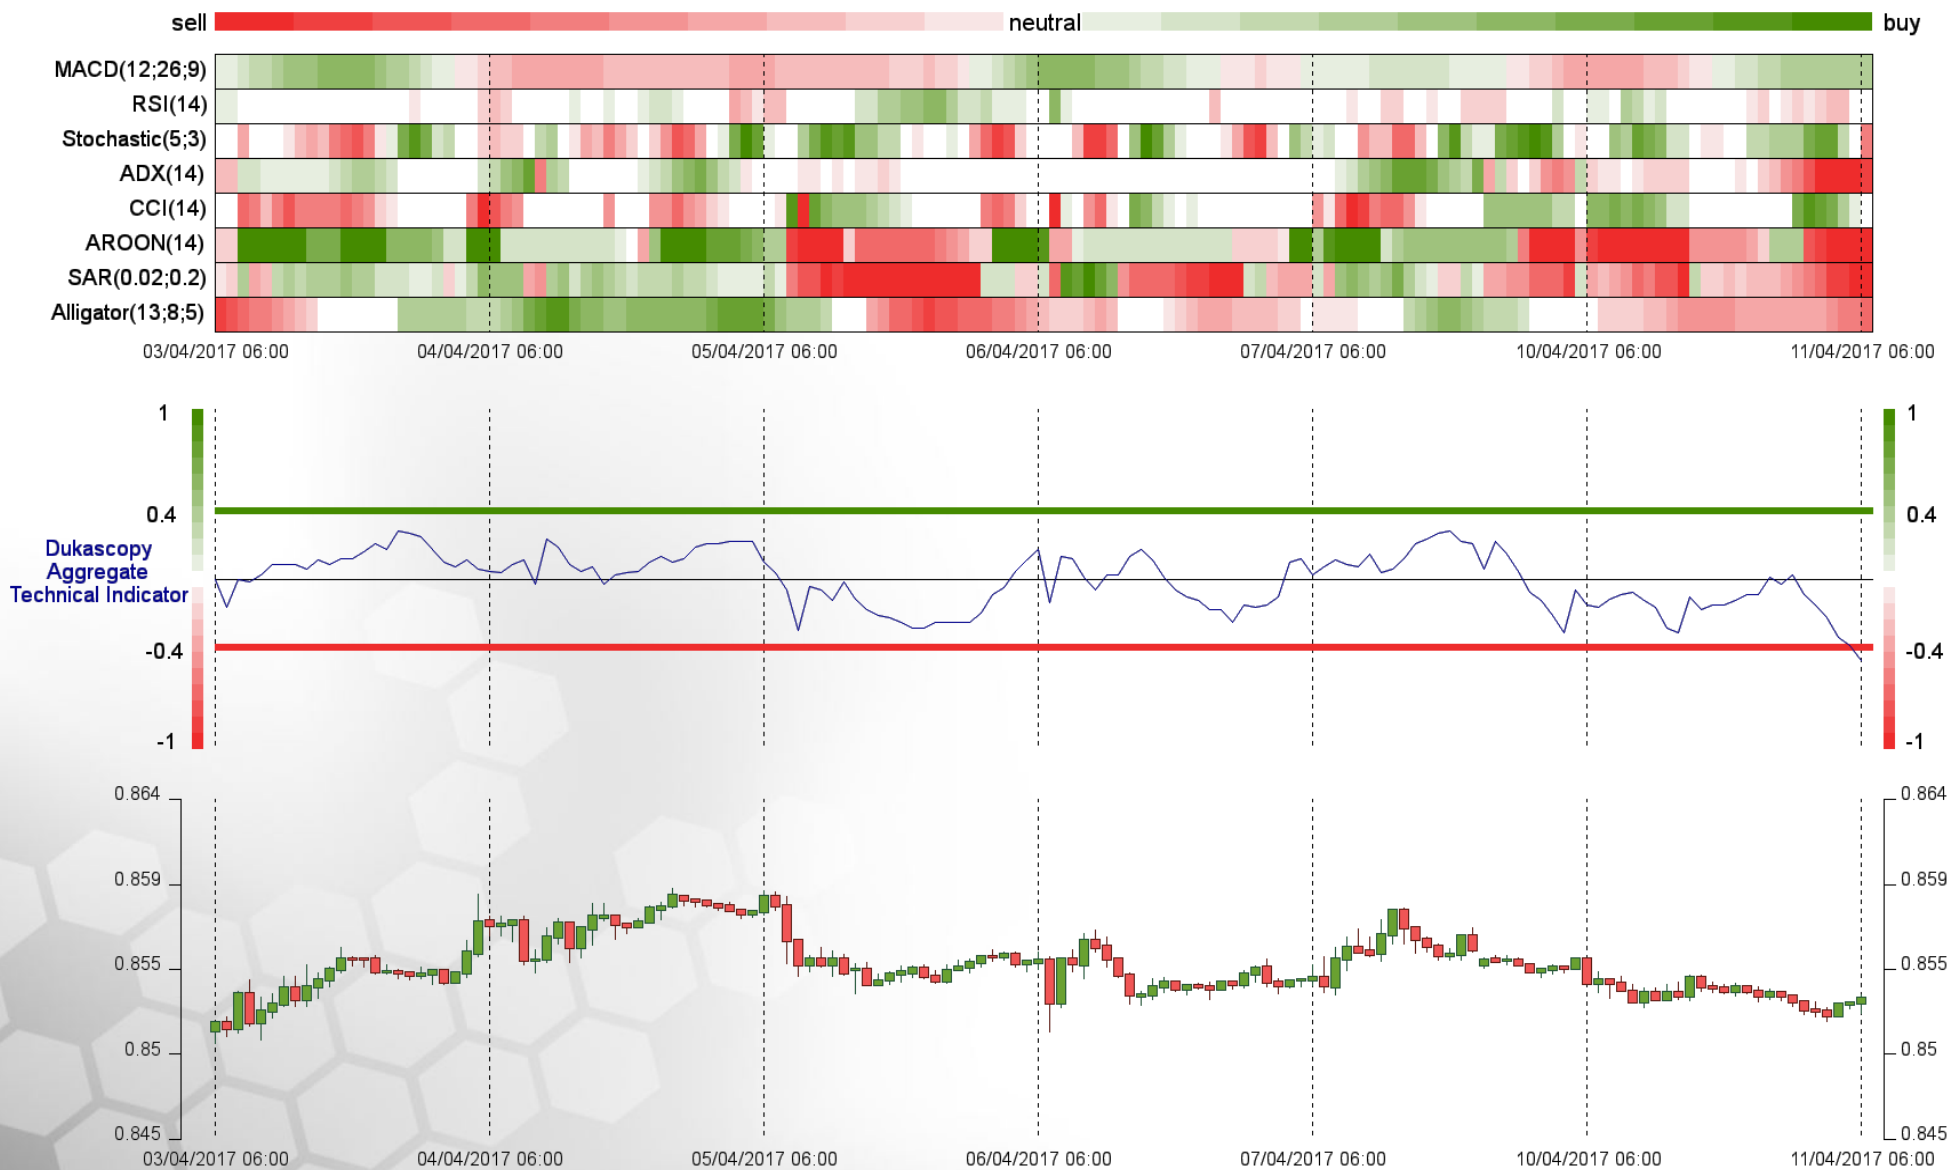 sell neutral buy
MACD(12;26;9)
RSI(14)
Stochastic(5;3)
ADX(14)
CCI(14)
AROON(14)
SAR(0.02;0.2)
Alligator(13;8;5)
03/04/2017 06:00 04/04/2017 06:00 05/04/2017 06:00 06/04/2017 06:00 07/04/2017 06:00 10/04/2017 06:00 11/04/2017 06:00
1 1
0.4 0.4
Dukascopy
Aggregate
Technical Indicator
-0.4 -0.4
-1 -1
0.864 0.864
0.859 0.859
0.855 0.855
0.85 0.85
0.845 0.845
03/04/2017 06:00 04/04/2017 06:00 05/04/2017 06:00 06/04/2017 06:00 07/04/2017 06:00 10/04/2017 06:00 11/04/2017 06:00